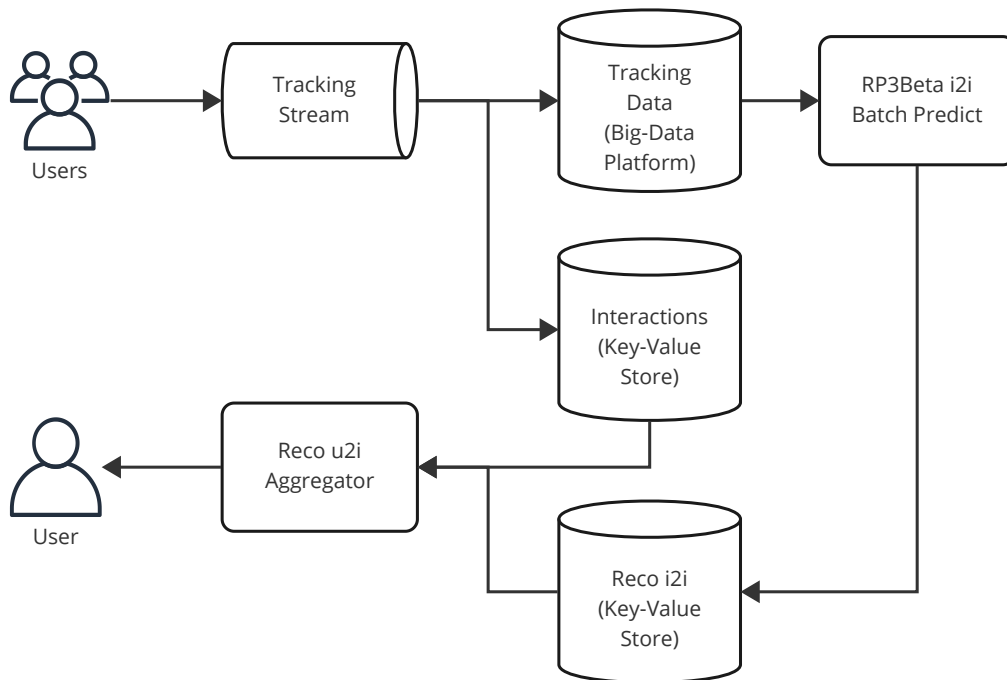 Users
Tracking
Stream
Tracking
Data
(Big-Data
Platform)
RP3Beta i2i
Batch Predict
Interactions
(Key-Value
Store)
Reco u2i
Aggregator
User
Reco i2i
(Key-Value
Store)